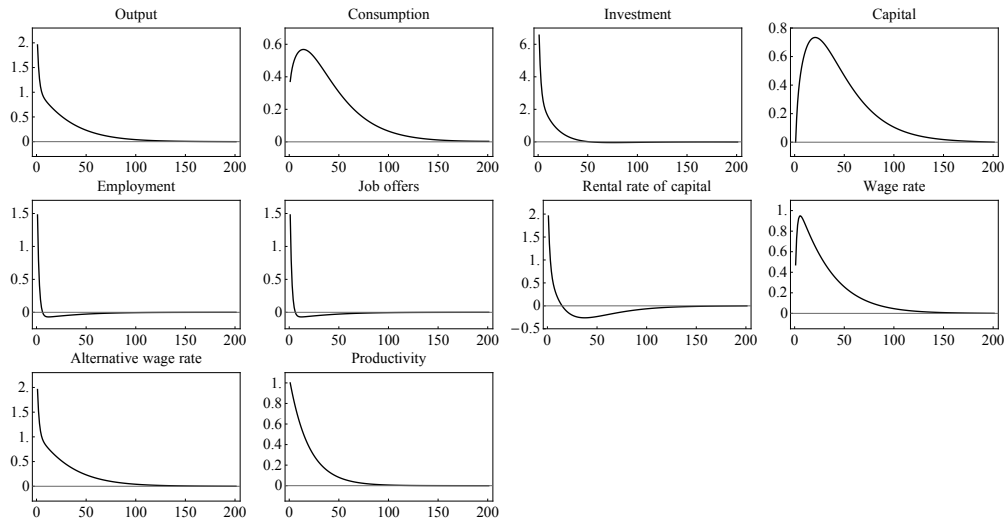 Output Consumption Investment Capital
2. 1.5 1. 0.5 0
0.6 0.4 0.2 0
6. 4. 2. 0
0.8 0.6 0.4 0.2 0
0 50 100 150 200 0 50 100 150 200 0 50 100 150 200 0 50 100 150 200
Employment Job offers Rental rate of capital Wage rate
1.5 1. 0.5 0
1.5 1. 0.5 0
2. 1.5 1. 0.5 0 −0.5
1. 0.8 0.6 0.4 0.2 0
0 50 100 150 200 0 50 100 150 200 0 50 100 150 200 0 50 100 150 200
Alternative wage rate Productivity
2. 1.5 1. 0.5 0
1. 0.8 0.6 0.4 0.2 0
0 50 100 150 200 0 50 100 150 200